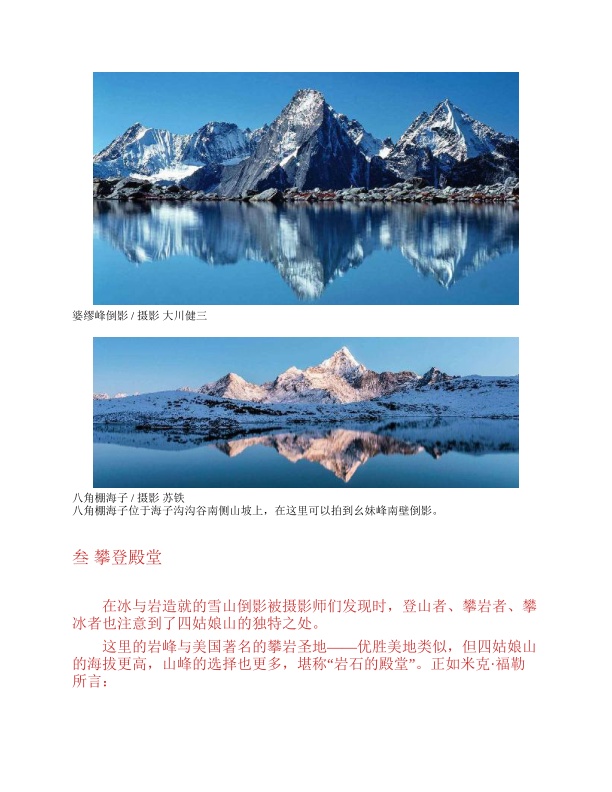 婆缪峰倒影 / 摄影 大川健三
八角棚海子 / 摄影 苏铁
八角棚海子位于海子沟沟谷南侧山坡上，在这里可以拍到幺妹峰南壁倒影。
叁 攀登殿堂
在冰与岩造就的雪山倒影被摄影师们发现时，登山者、攀岩者、攀
冰者也注意到了四姑娘山的独特之处。
这里的岩峰与美国著名的攀岩圣地——优胜美地类似，但四姑娘山
的海拔更高，山峰的选择也更多，堪称“岩石的殿堂”。正如米克·福勒
所言：